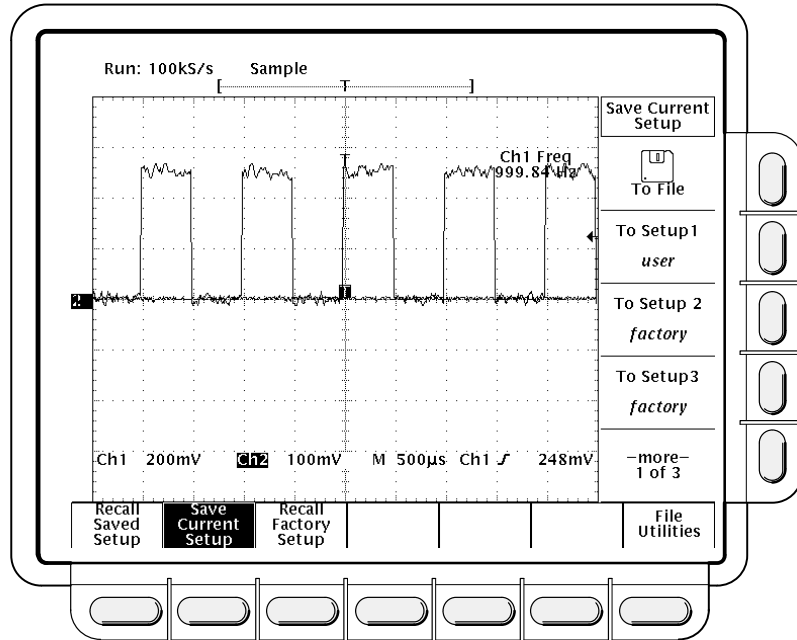 Run: 100kS/s Sample
[ T ]
Save Current
Setup
Ch1 Freq
999.84 Hz
To File
To Setup1
user
To Setup 2
factory
To Setup3
factory
-more-
1 of 3
T
2
Ch1 200mV Ch2 100mV M 500µs Ch1 248mV
Recall
Saved
Setup
Save
Current
Setup
Recall
Factory
Setup
File
Utilities